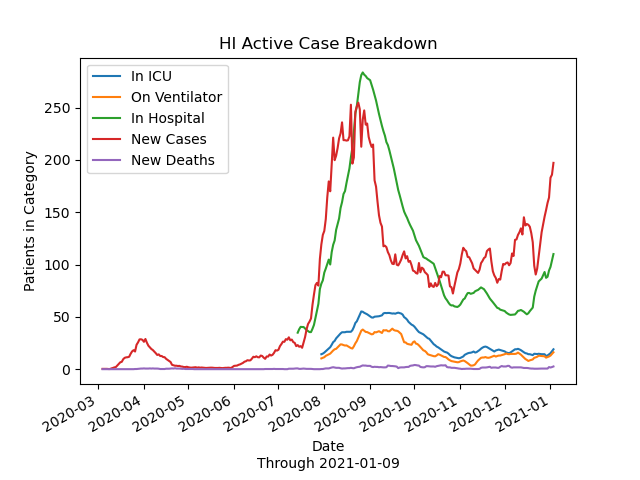 HI Active Case Breakdown
In ICU
On Ventilator
In Hospital
New Cases
New Deaths
Patients in Category
250
200
150
100
50
0
2020-03
2020-04
2020-05
2020-06
2020-07
2020-08
2020-09
2020-10
2020-11
2020-12
2021-01
Date
Through 2021-01-09